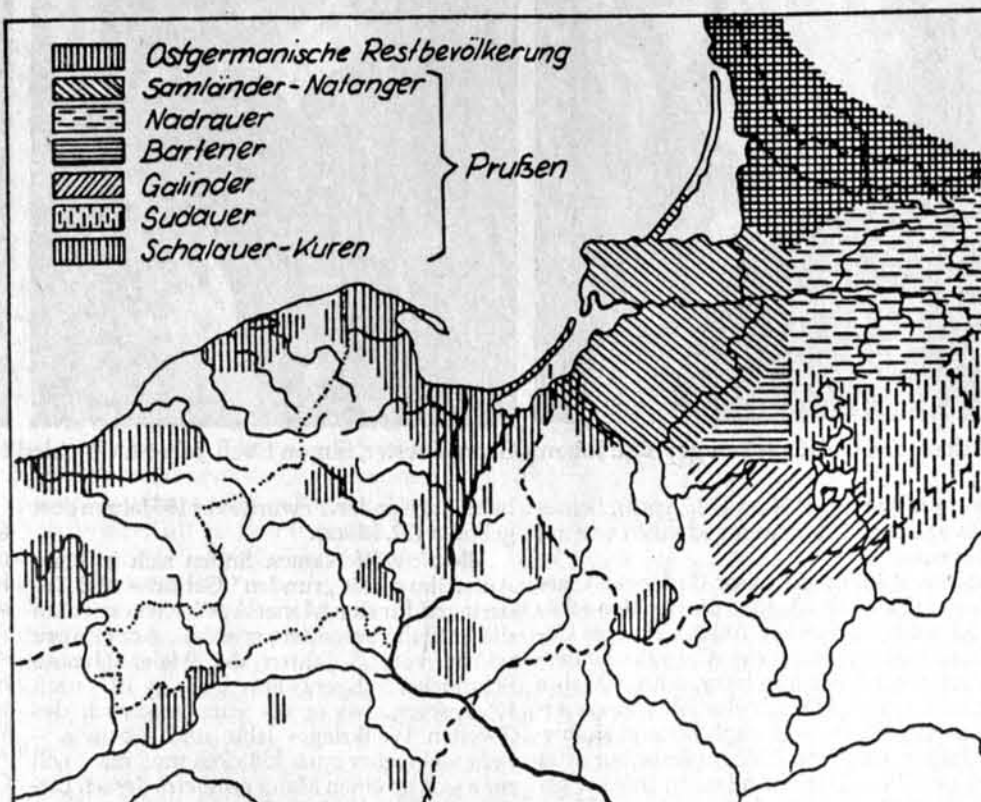 Ostgermanische Restbevölkerung
Samländer-Natanger
Nadrauer
Bartener
Galinder
Sudauer
Schalauer-Kuren
Prußen